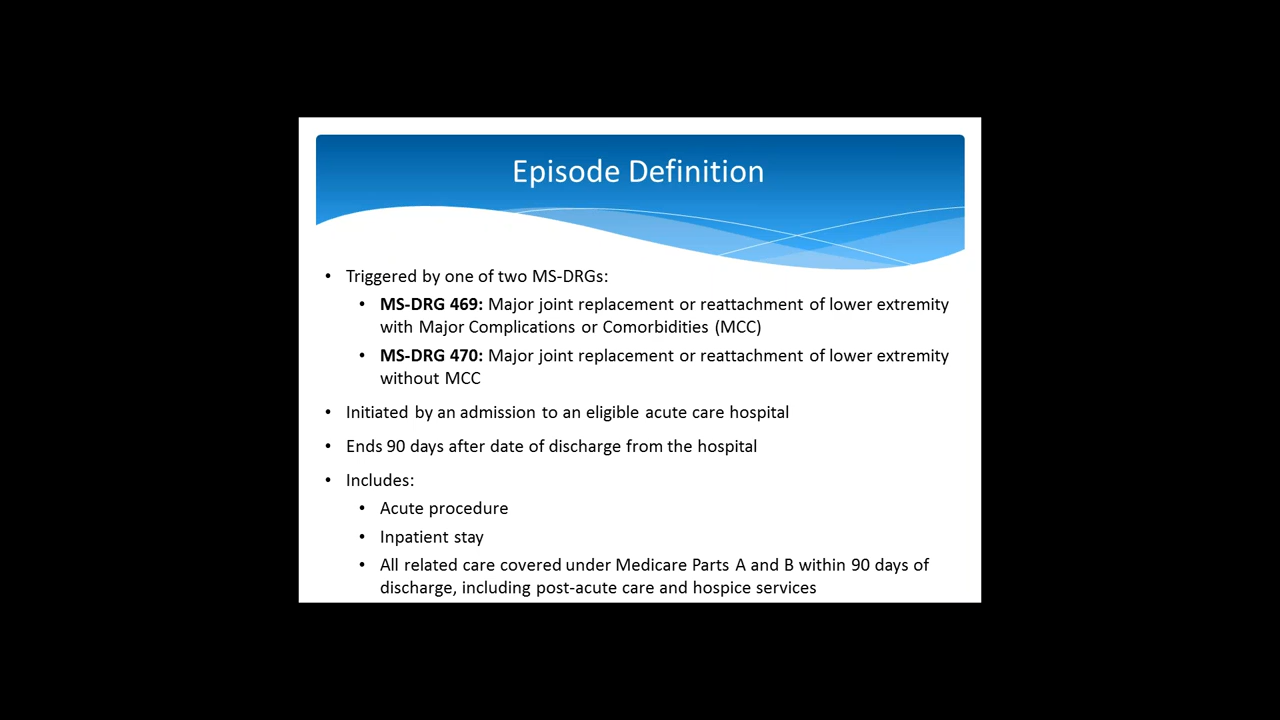 Episode Definition
• Triggered by one of two MS-DRGs:
• MS-DRG 469: Major joint replacement or reattachment of lower extremity
with Major Complications or Comorbidities (MCC)
• MS-DRG 470: Major joint replacement or reattachment of lower extremity
without MCC
• Initiated by an admission to an eligible acute care hospital
• Ends 90 days after date of discharge from the hospital
• Includes:
• Acute procedure
• Inpatient stay
• All related care covered under Medicare Parts A and B within 90 days of
discharge, including post-acute care and hospice services